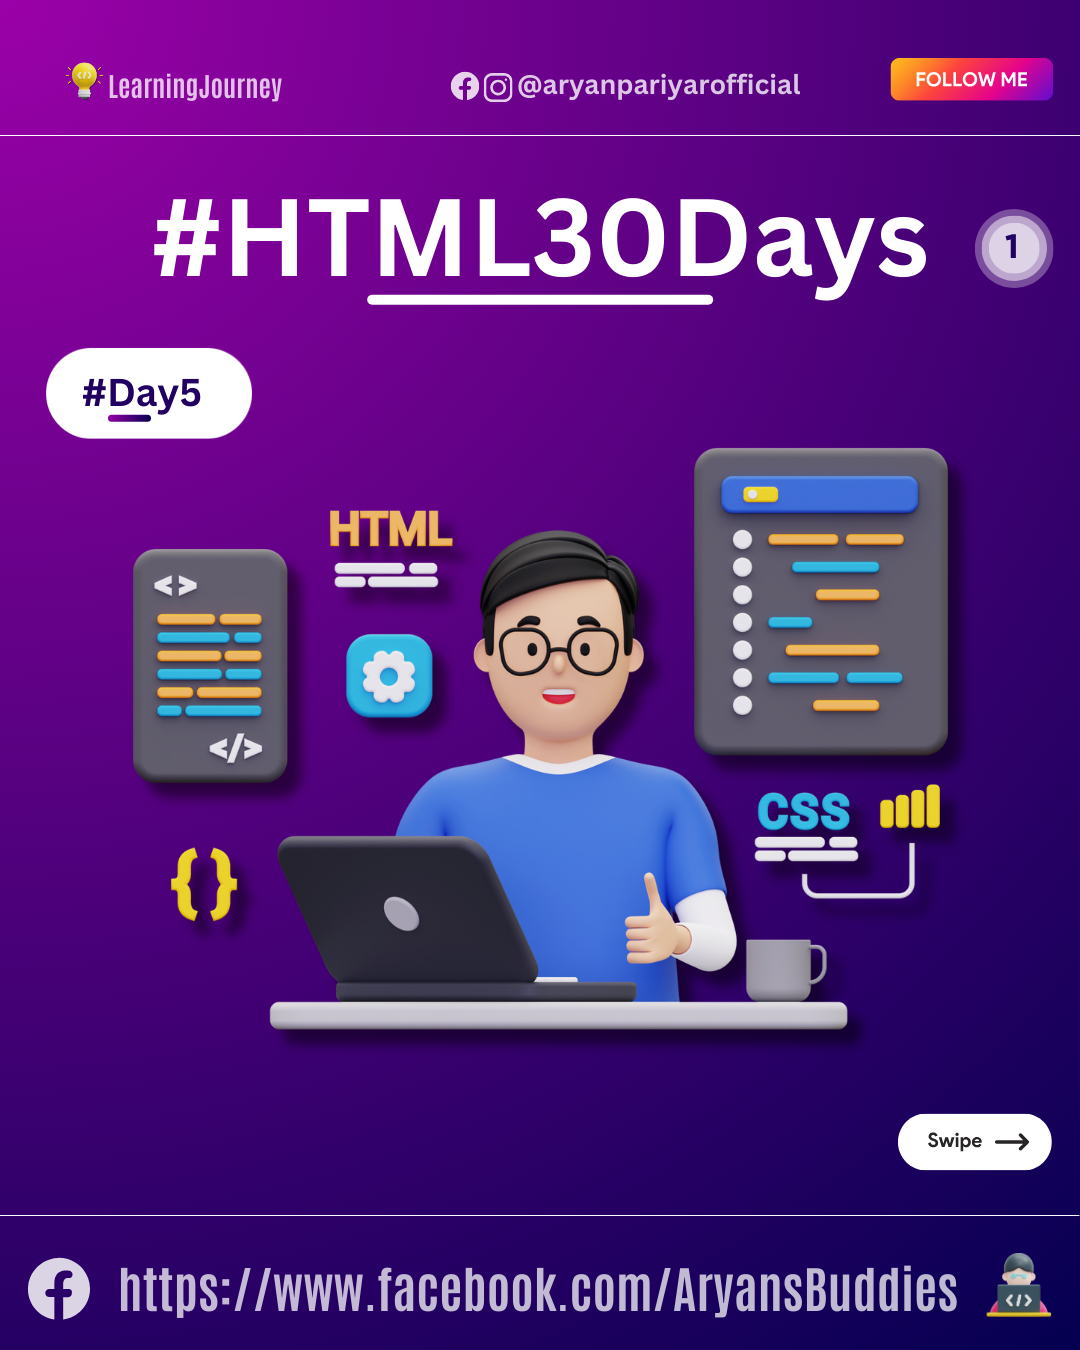 LearningJourney
@aryanpariyarofficial
FOLLOW ME
#HTML30Days
1
#Day5
HTML
< >
</>
CSS
{ }
Swipe
https://www.facebook.com/AryansBuddies
</>